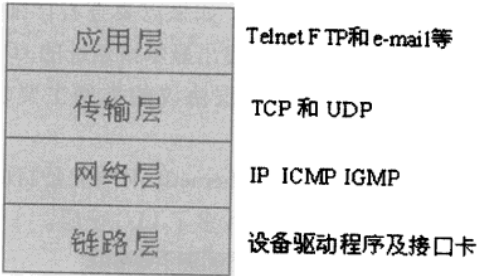 应用层 Telnet FTP和e-mail等
传输层 TCP 和 UDP
网络层 IP ICMP IGMP
链路层 设备驱动程序及接口卡